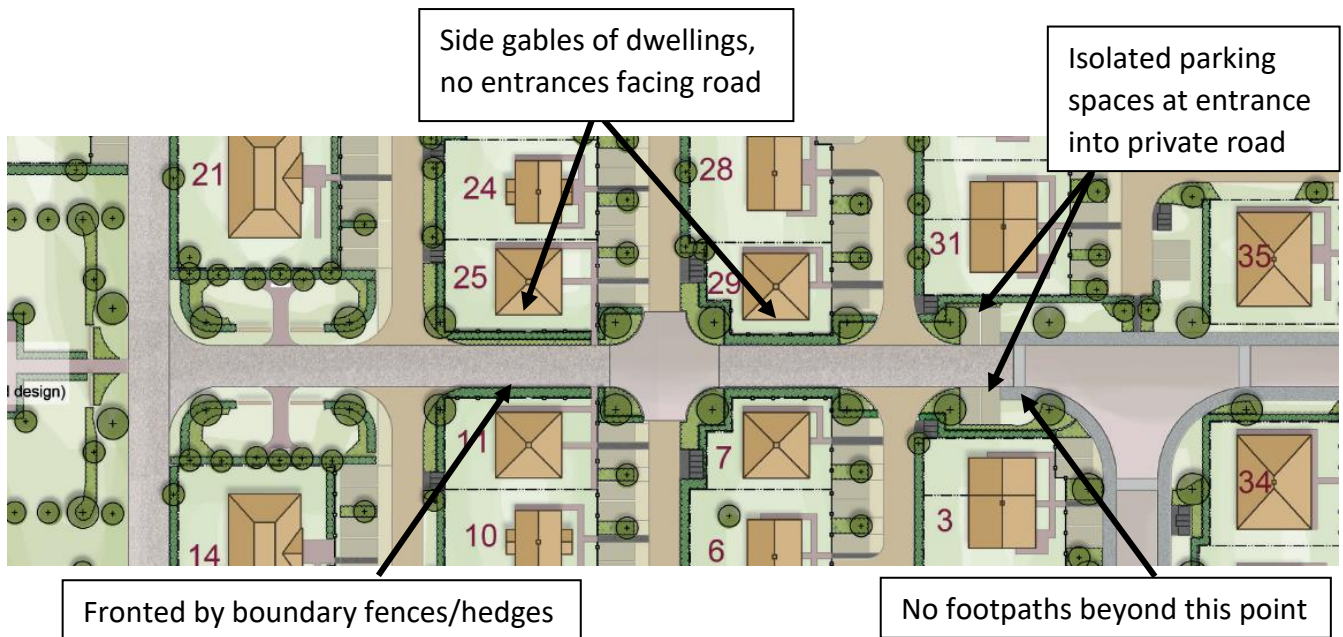 Side gables of dwellings,
no entrances facing road
Isolated parking
spaces at entrance
into private road
21
24
28
31
35
25
29
l design)
11
7
3
34
14
10
6
Fronted by boundary fences/hedges
No footpaths beyond this point